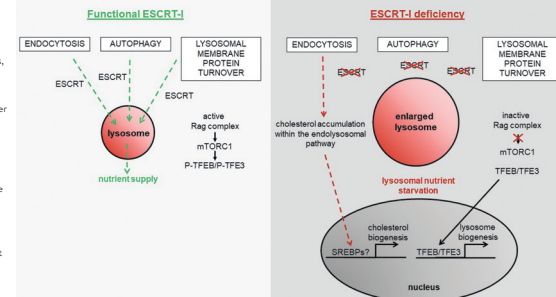 s,
er
e
t
Functional ESCRT-I
ENDOCYTOSIS
AUTOPHAGY
LYSOSOMAL
MEMBRANE
PROTEIN
TURNOVER
ESCRT
ESCRT
ESCRT
lysosome
nutrient supply
active
Rag complex
mTORC1
P-TFEB/P-TFE3
ESCRT-I deficiency
ENDOCYTOSIS
AUTOPHAGY
LYSOSOMAL
MEMBRANE
PROTEIN
TURNOVER
ESCRT
ESCRT
ESCRT
cholesterol accumulation
within the endolysosomal
pathway
enlarged
lysosome
lysosomal nutrient
starvation
inactive
Rag complex
mTORC1
TFEB/TFE3
cholesterol
biogenesis
SREBPs?
lysosome
biogenesis
TFEB/TFE3
nucleus